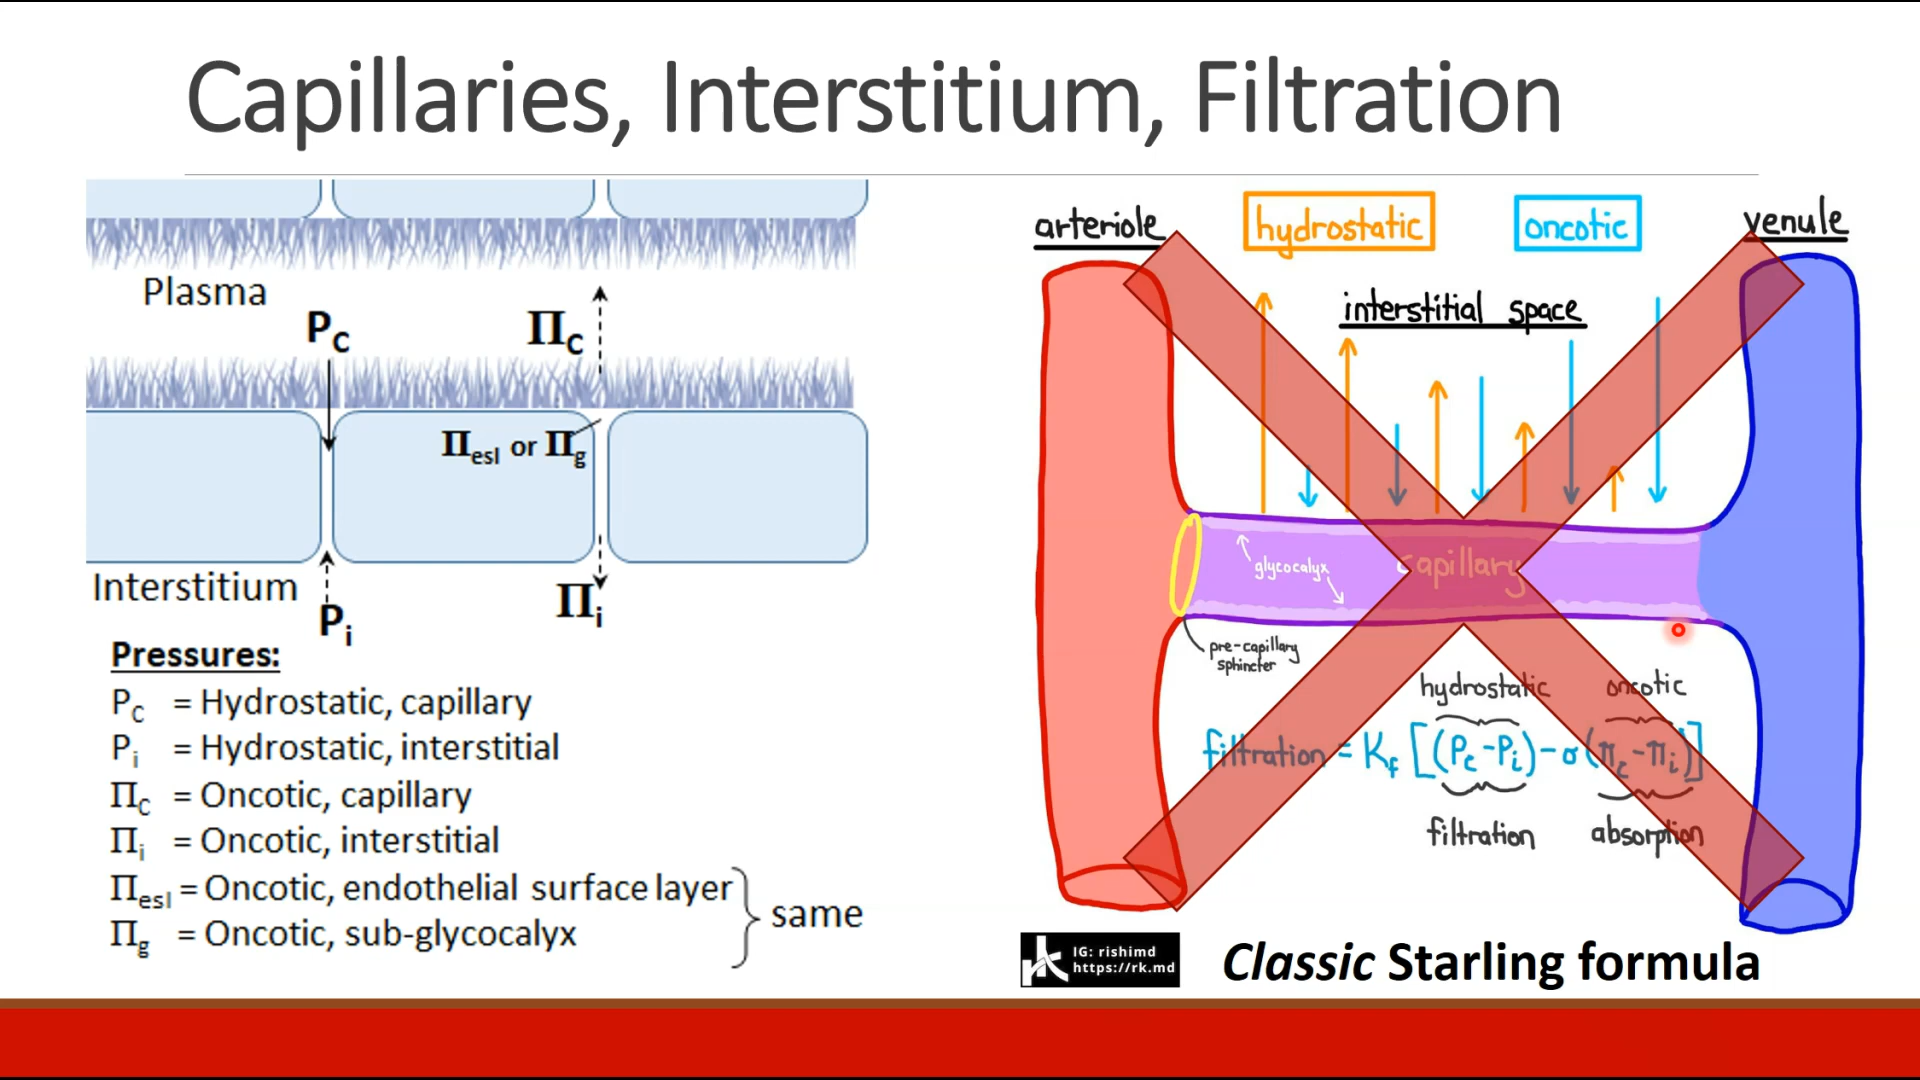 Capillaries, Interstitium, Filtration
Plasma
P_C
Π_C
Π_esl or Π_g
Interstitium
P_i
Π_i
Pressures:
P_C = Hydrostatic, capillary
P_i = Hydrostatic, interstitial
Π_C = Oncotic, capillary
Π_i = Oncotic, interstitial
Π_esl = Oncotic, endothelial surface layer
Π_g = Oncotic, sub-glycocalyx
same
arteriole
hydrostatic
oncotic
venule
interstitial space
glycocalyx
capillary
pre-capillary
sphincter
hydrostatic oncotic
filtration = K_f [(P_c - P_i) - σ(π_c - π_i)]
filtration absorption
IG: rishimd
https://rk.md
Classic Starling formula